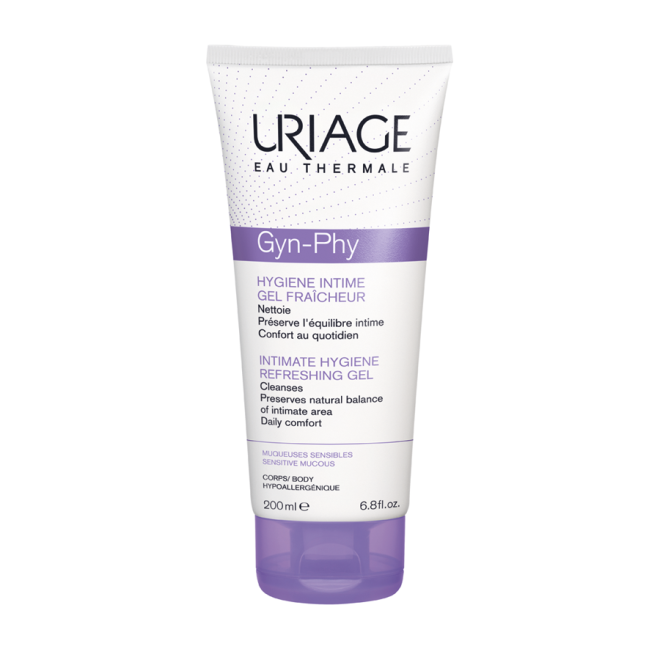 URIAGE
EAU THERMALE
Gyn-Phy
HYGIENE INTIME
GEL FRAÎCHEUR
Nettoie
Préserve l'équilibre intime
Confort au quotidien
INTIMATE HYGIENE
REFRESHING GEL
Cleanses
Preserves natural balance
of intimate area
Daily comfort
MUQUEUSES SENSIBLES
SENSITIVE MUCOUS
CORPS/ BODY
HYPOALLERGÉNIQUE
200 ml ℮ 6.8fl.oz.